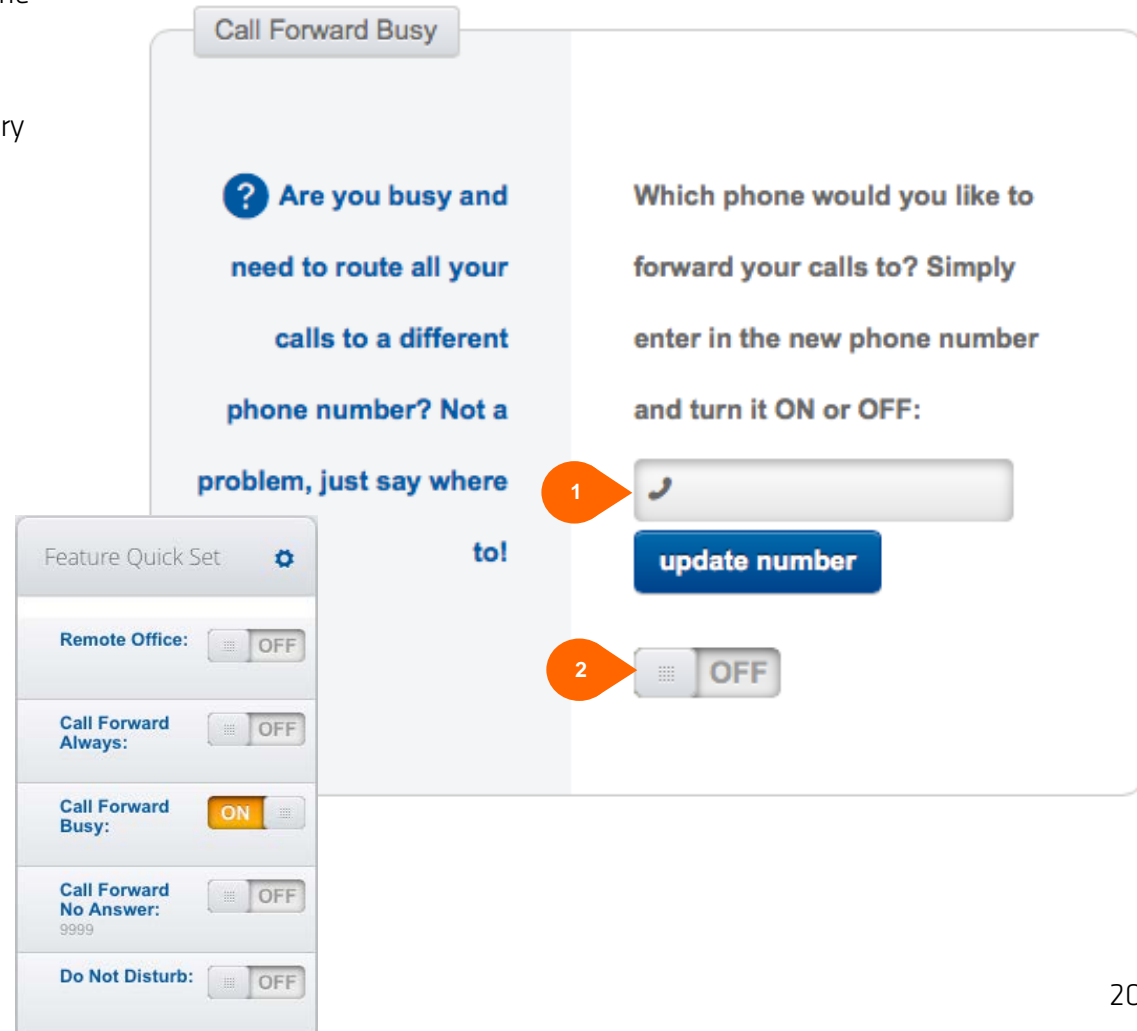 ne
ry
Call Forward Busy
? Are you busy and
need to route all your
calls to a different
phone number? Not a
problem, just say where
to!
Which phone would you like to
forward your calls to? Simply
enter in the new phone number
and turn it ON or OFF:
1
update number
2
OFF
Feature Quick Set
Remote Office:
OFF
Call Forward
Always:
OFF
Call Forward
Busy:
ON
Call Forward
No Answer:
9999
OFF
Do Not Disturb:
OFF
20